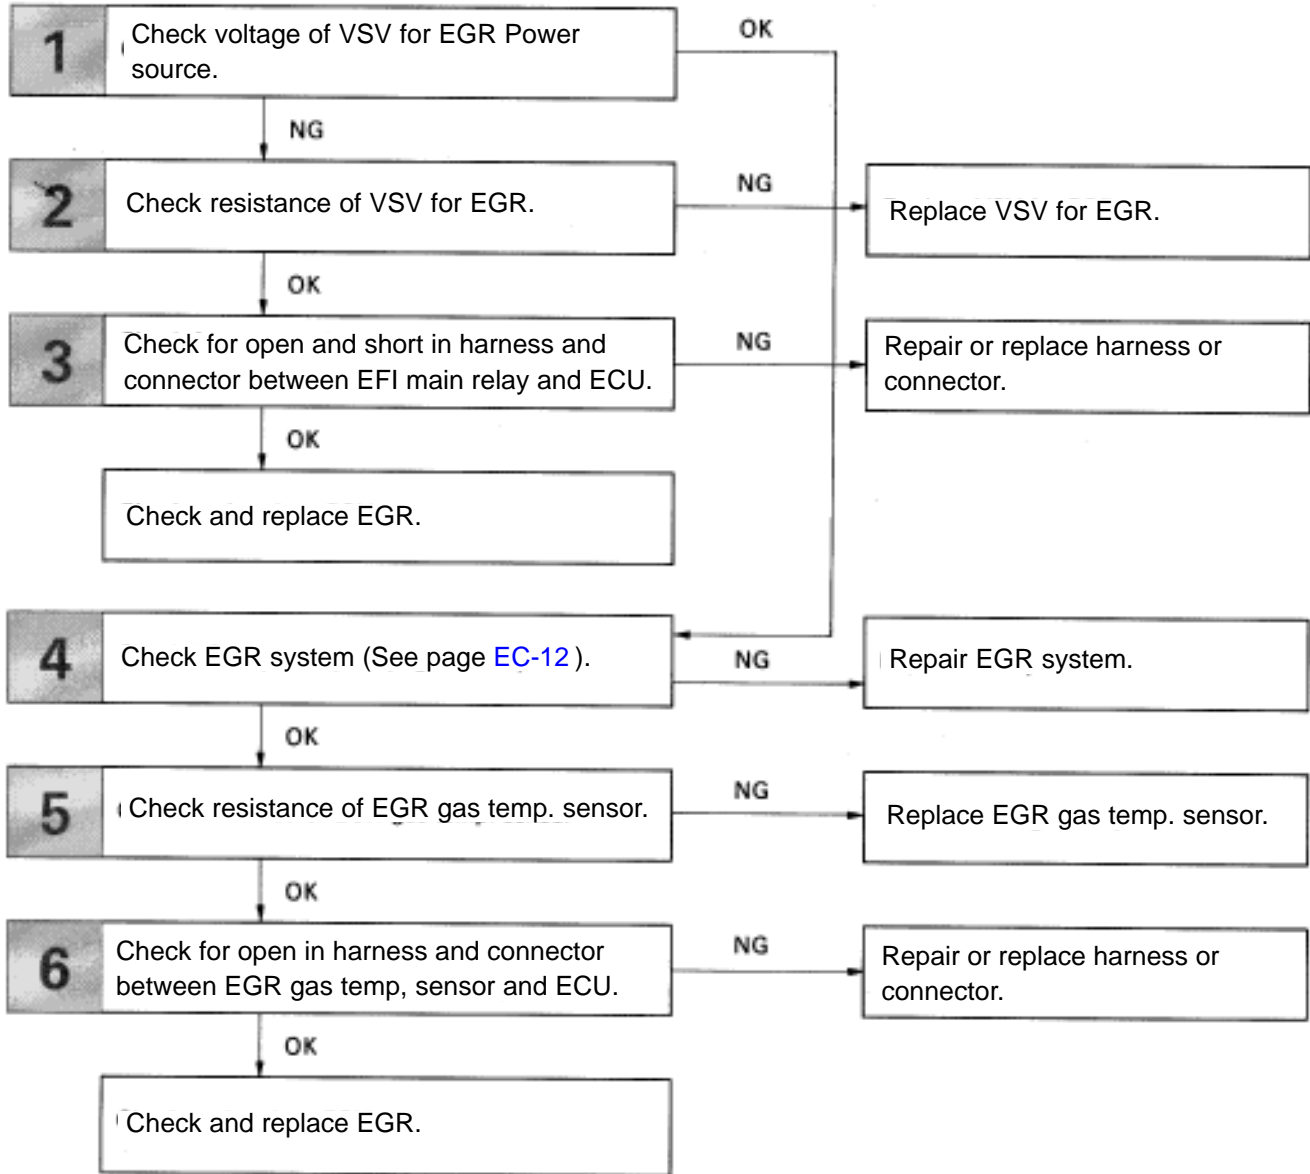 1
Check voltage of VSV for EGR Power
source.
OK
NG
2
Check resistance of VSV for EGR.
NG
Replace VSV for EGR.
OK
3
Check for open and short in harness and
connector between EFI main relay and ECU.
NG
Repair or replace harness or
connector.
OK
Check and replace EGR.
4
Check EGR system (See page EC-12 ).
NG
Repair EGR system.
OK
5
Check resistance of EGR gas temp. sensor.
NG
Replace EGR gas temp. sensor.
OK
6
Check for open in harness and connector
between EGR gas temp, sensor and ECU.
NG
Repair or replace harness or
connector.
OK
Check and replace EGR.